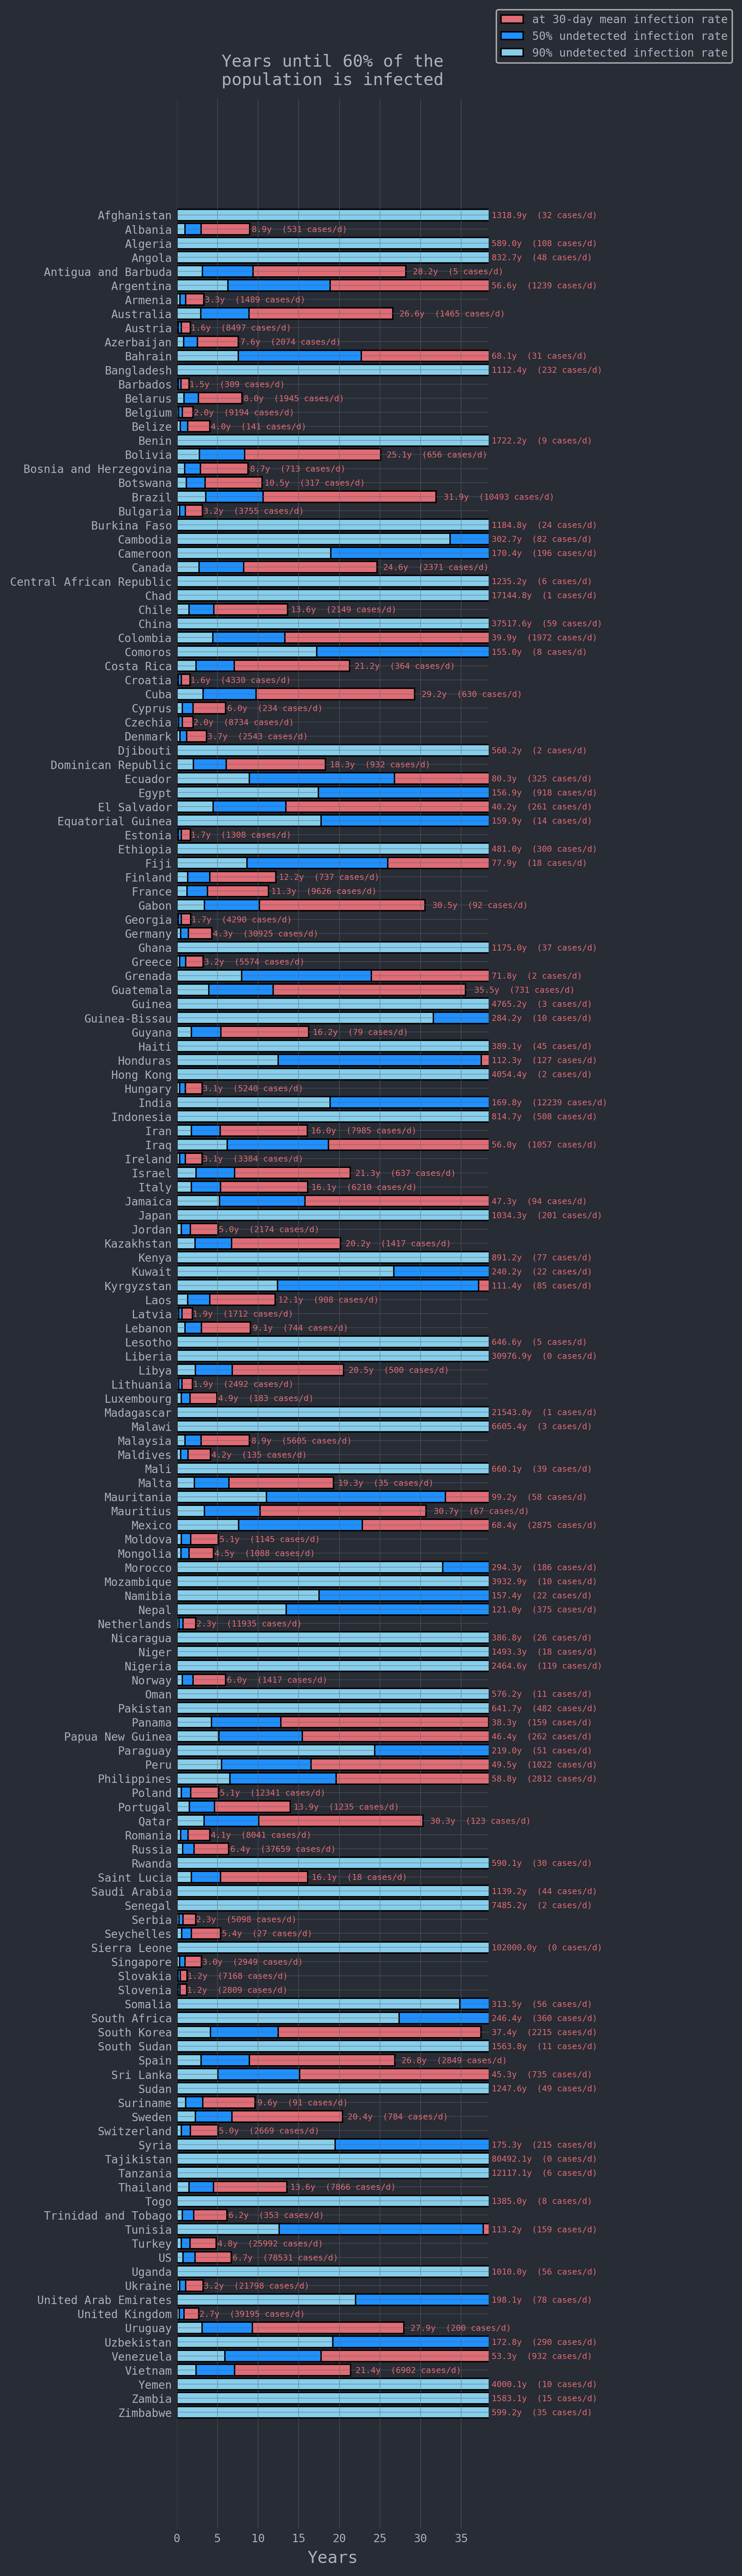 at 30-day mean infection rate
50% undetected infection rate
90% undetected infection rate
Years until 60% of the
population is infected
Afghanistan 1318.9y (32 cases/d)
Albania 8.9y (531 cases/d)
Algeria 589.0y (108 cases/d)
Angola 832.7y (48 cases/d)
Antigua and Barbuda 28.2y (5 cases/d)
Argentina 56.6y (1239 cases/d)
Armenia 3.3y (1489 cases/d)
Australia 26.6y (1465 cases/d)
Austria 1.6y (8497 cases/d)
Azerbaijan 7.6y (2074 cases/d)
Bahrain 68.1y (31 cases/d)
Bangladesh 1112.4y (232 cases/d)
Barbados 1.5y (309 cases/d)
Belarus 8.0y (1945 cases/d)
Belgium 2.0y (9194 cases/d)
Belize 4.0y (141 cases/d)
Benin 1722.2y (9 cases/d)
Bolivia 25.1y (656 cases/d)
Bosnia and Herzegovina 8.7y (713 cases/d)
Botswana 10.5y (317 cases/d)
Brazil 31.9y (10493 cases/d)
Bulgaria 3.2y (3755 cases/d)
Burkina Faso 1184.8y (24 cases/d)
Cambodia 302.7y (82 cases/d)
Cameroon 170.4y (196 cases/d)
Canada 24.6y (2371 cases/d)
Central African Republic 1235.2y (6 cases/d)
Chad 17144.8y (1 cases/d)
Chile 13.6y (2149 cases/d)
China 37517.6y (59 cases/d)
Colombia 39.9y (1972 cases/d)
Comoros 155.0y (8 cases/d)
Costa Rica 21.2y (364 cases/d)
Croatia 1.6y (4330 cases/d)
Cuba 29.2y (630 cases/d)
Cyprus 6.0y (234 cases/d)
Czechia 2.0y (8734 cases/d)
Denmark 3.7y (2543 cases/d)
Djibouti 560.2y (2 cases/d)
Dominican Republic 18.3y (932 cases/d)
Ecuador 80.3y (325 cases/d)
Egypt 156.9y (918 cases/d)
El Salvador 40.2y (261 cases/d)
Equatorial Guinea 159.9y (14 cases/d)
Estonia 1.7y (1308 cases/d)
Ethiopia 481.0y (300 cases/d)
Fiji 77.9y (18 cases/d)
Finland 12.2y (737 cases/d)
France 11.3y (9626 cases/d)
Gabon 30.5y (92 cases/d)
Georgia 1.7y (4290 cases/d)
Germany 4.3y (30925 cases/d)
Ghana 1175.0y (37 cases/d)
Greece 3.2y (5574 cases/d)
Grenada 71.8y (2 cases/d)
Guatemala 35.5y (731 cases/d)
Guinea 4765.2y (3 cases/d)
Guinea-Bissau 284.2y (10 cases/d)
Guyana 16.2y (79 cases/d)
Haiti 389.1y (45 cases/d)
Honduras 112.3y (127 cases/d)
Hong Kong 4054.4y (2 cases/d)
Hungary 3.1y (5240 cases/d)
India 169.8y (12239 cases/d)
Indonesia 814.7y (508 cases/d)
Iran 16.0y (7985 cases/d)
Iraq 56.0y (1057 cases/d)
Ireland 3.1y (3384 cases/d)
Israel 21.3y (637 cases/d)
Italy 16.1y (6210 cases/d)
Jamaica 47.3y (94 cases/d)
Japan 1034.3y (201 cases/d)
Jordan 5.0y (2174 cases/d)
Kazakhstan 20.2y (1417 cases/d)
Kenya 891.2y (77 cases/d)
Kuwait 240.2y (22 cases/d)
Kyrgyzstan 111.4y (85 cases/d)
Laos 12.1y (908 cases/d)
Latvia 1.9y (1712 cases/d)
Lebanon 9.1y (744 cases/d)
Lesotho 646.6y (5 cases/d)
Liberia 30976.9y (0 cases/d)
Libya 20.5y (500 cases/d)
Lithuania 1.9y (2492 cases/d)
Luxembourg 4.9y (183 cases/d)
Madagascar 21543.0y (1 cases/d)
Malawi 6605.4y (3 cases/d)
Malaysia 8.9y (5605 cases/d)
Maldives 4.2y (135 cases/d)
Mali 660.1y (39 cases/d)
Malta 19.3y (35 cases/d)
Mauritania 99.2y (58 cases/d)
Mauritius 30.7y (67 cases/d)
Mexico 68.4y (2875 cases/d)
Moldova 5.1y (1145 cases/d)
Mongolia 4.5y (1088 cases/d)
Morocco 294.3y (186 cases/d)
Mozambique 3932.9y (10 cases/d)
Namibia 157.4y (22 cases/d)
Nepal 121.0y (375 cases/d)
Netherlands 2.3y (11935 cases/d)
Nicaragua 386.8y (26 cases/d)
Niger 1493.3y (18 cases/d)
Nigeria 2464.6y (119 cases/d)
Norway 6.0y (1417 cases/d)
Oman 576.2y (11 cases/d)
Pakistan 641.7y (482 cases/d)
Panama 38.3y (159 cases/d)
Papua New Guinea 46.4y (262 cases/d)
Paraguay 219.0y (51 cases/d)
Peru 49.5y (1022 cases/d)
Philippines 58.8y (2812 cases/d)
Poland 5.1y (12341 cases/d)
Portugal 13.9y (1235 cases/d)
Qatar 30.3y (123 cases/d)
Romania 4.1y (8041 cases/d)
Russia 6.4y (37659 cases/d)
Rwanda 590.1y (30 cases/d)
Saint Lucia 16.1y (18 cases/d)
Saudi Arabia 1139.2y (44 cases/d)
Senegal 7485.2y (2 cases/d)
Serbia 2.3y (5098 cases/d)
Seychelles 5.4y (27 cases/d)
Sierra Leone 102000.0y (0 cases/d)
Singapore 3.0y (2949 cases/d)
Slovakia 1.2y (7168 cases/d)
Slovenia 1.2y (2809 cases/d)
Somalia 313.5y (56 cases/d)
South Africa 246.4y (360 cases/d)
South Korea 37.4y (2215 cases/d)
South Sudan 1563.8y (11 cases/d)
Spain 26.8y (2849 cases/d)
Sri Lanka 45.3y (735 cases/d)
Sudan 1247.6y (49 cases/d)
Suriname 9.6y (91 cases/d)
Sweden 20.4y (784 cases/d)
Switzerland 5.0y (2669 cases/d)
Syria 175.3y (215 cases/d)
Tajikistan 80492.1y (0 cases/d)
Tanzania 12117.1y (6 cases/d)
Thailand 13.6y (7866 cases/d)
Togo 1385.0y (8 cases/d)
Trinidad and Tobago 6.2y (353 cases/d)
Tunisia 113.2y (159 cases/d)
Turkey 4.8y (25992 cases/d)
US 6.7y (78531 cases/d)
Uganda 1010.0y (56 cases/d)
Ukraine 3.2y (21798 cases/d)
United Arab Emirates 198.1y (78 cases/d)
United Kingdom 2.7y (39195 cases/d)
Uruguay 27.9y (200 cases/d)
Uzbekistan 172.8y (290 cases/d)
Venezuela 53.3y (932 cases/d)
Vietnam 21.4y (6902 cases/d)
Yemen 4000.1y (10 cases/d)
Zambia 1583.1y (15 cases/d)
Zimbabwe 599.2y (35 cases/d)
0 5 10 15 20 25 30 35
Years